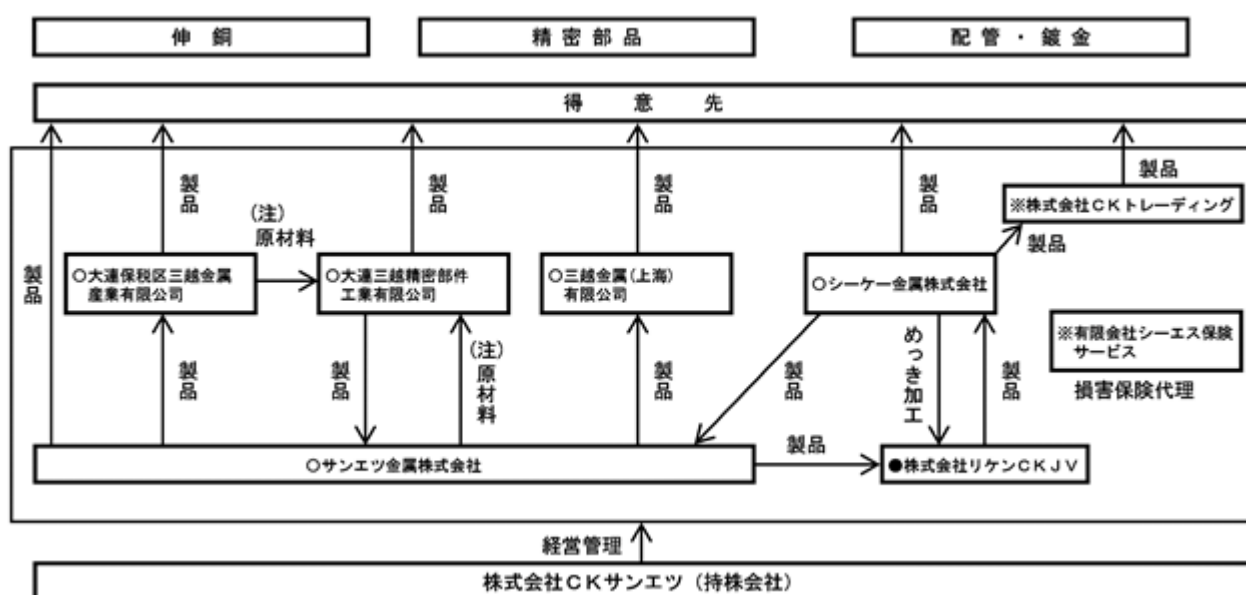 伸銅
精密部品
配管・鍍金
得意先
製品
製品
製品
製品
製品
製品
(注)
原材料
※株式会社CKトレーディング
製品
○大連保税区三越金属
産業有限公司
○大連三越精密部件
工業有限公司
○三越金属(上海)
有限公司
○シーケー金属株式会社
※有限会社シーエス保険
サービス
損害保険代理
製品
製品
(注)
原材料
製品
製品
めっき加工
製品
○サンエツ金属株式会社
製品
●株式会社リケンCKJV
経営管理
株式会社CKサンエツ(持株会社)